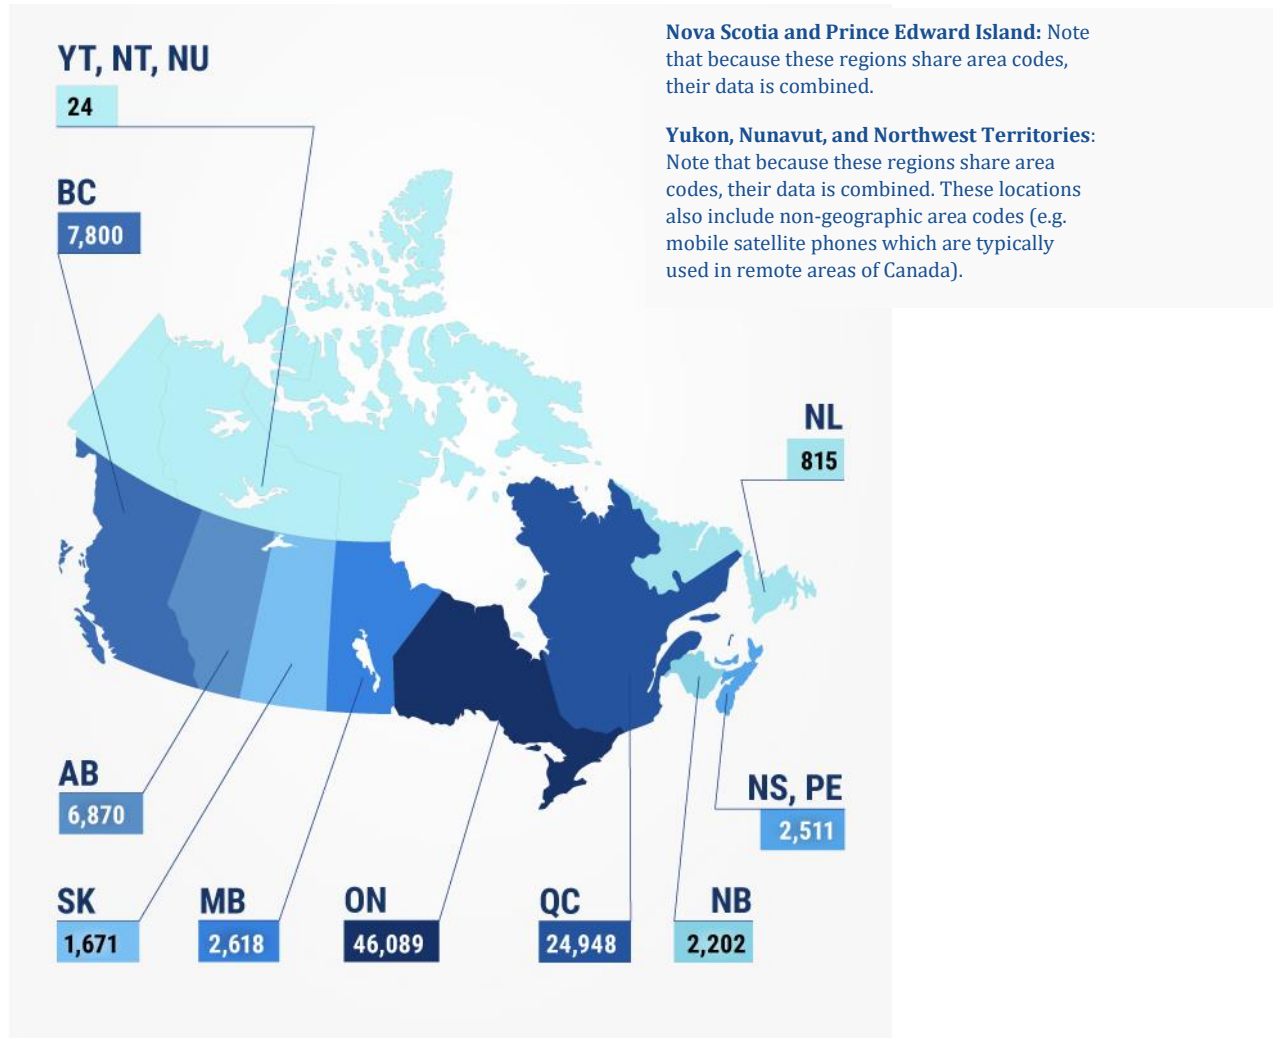 YT, NT, NU
24
BC
7,800
Nova Scotia and Prince Edward Island: Note
that because these regions share area codes,
their data is combined.
Yukon, Nunavut, and Northwest Territories:
Note that because these regions share area
codes, their data is combined. These locations
also include non-geographic area codes (e.g.
mobile satellite phones which are typically
used in remote areas of Canada).
NL
815
AB
6,870
NS, PE
2,511
SK
1,671
MB
2,618
ON
46,089
QC
24,948
NB
2,202